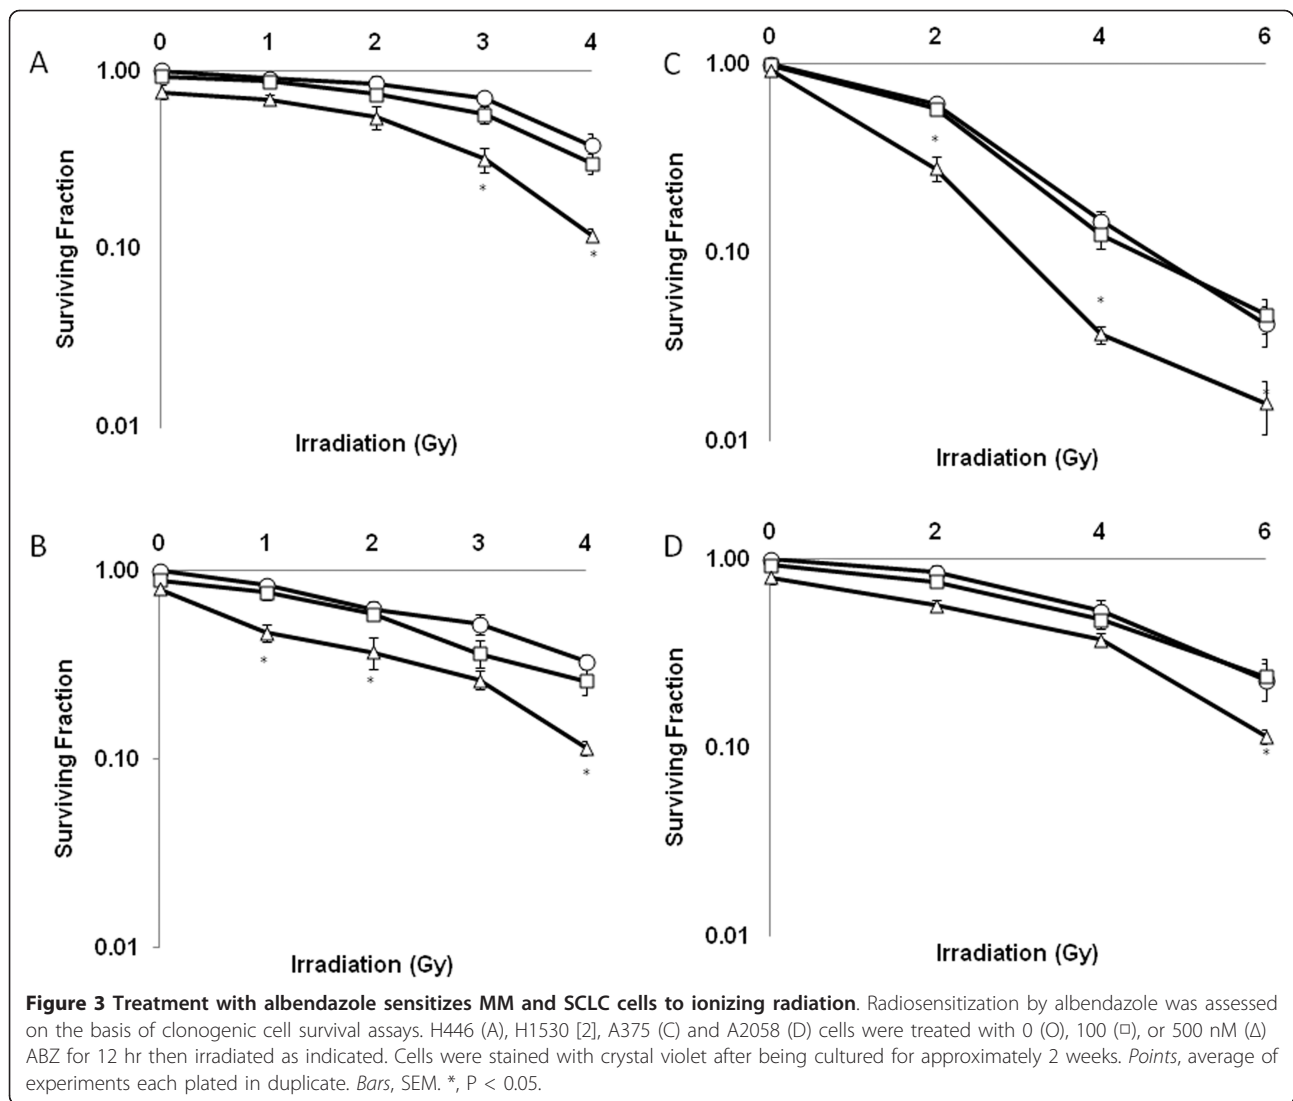 A
0 1 2 3 4
1.00
0.10
0.01
Surviving Fraction
*
*
Irradiation (Gy)
C
0 2 4 6
1.00
0.10
0.01
Surviving Fraction
*
*
*
Irradiation (Gy)
B
0 1 2 3 4
1.00
0.10
0.01
Surviving Fraction
*
*
*
Irradiation (Gy)
D
0 2 4 6
1.00
0.10
0.01
Surviving Fraction
*
Irradiation (Gy)
Figure 3 Treatment with albendazole sensitizes MM and SCLC cells to ionizing radiation. Radiosensitization by albendazole was assessed
on the basis of clonogenic cell survival assays. H446 (A), H1530 [2], A375 (C) and A2058 (D) cells were treated with 0 (O), 100 (□), or 500 nM (Δ)
ABZ for 12 hr then irradiated as indicated. Cells were stained with crystal violet after being cultured for approximately 2 weeks. Points, average of
experiments each plated in duplicate. Bars, SEM. *, P < 0.05.